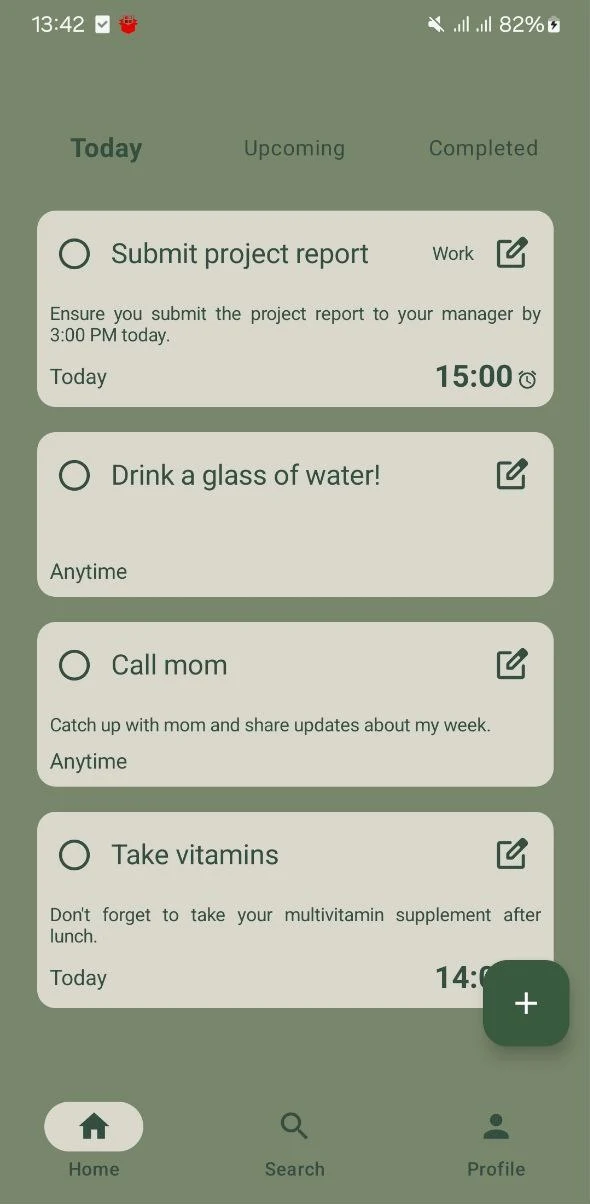 13:42
82%
Today
Upcoming
Completed
Submit project report
Work
Ensure you submit the project report to your manager by
3:00 PM today.
Today
15:00
Drink a glass of water!
Anytime
Call mom
Catch up with mom and share updates about my week.
Anytime
Take vitamins
Don't forget to take your multivitamin supplement after
lunch.
Today
Home
Search
Profile